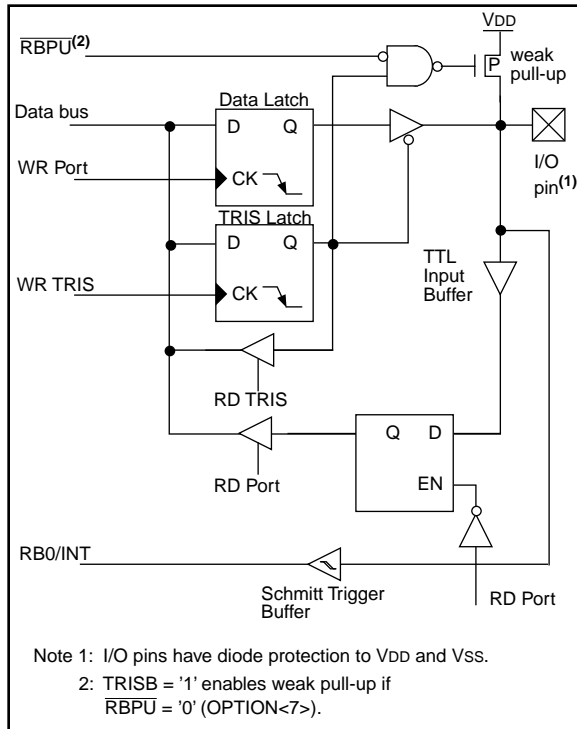 VDD
RBPU(2)
weak
pull-up
P
Data bus
Data Latch
D Q
WR Port
CK
I/O
pin(1)
TRIS Latch
D Q
WR TRIS
CK
TTL
Input
Buffer
RD TRIS
Q D
EN
RD Port
RB0/INT
Schmitt Trigger
Buffer
RD Port
Note 1: I/O pins have diode protection to VDD and VSS.
2: TRISB = '1' enables weak pull-up if
RBPU = '0' (OPTION<7>).